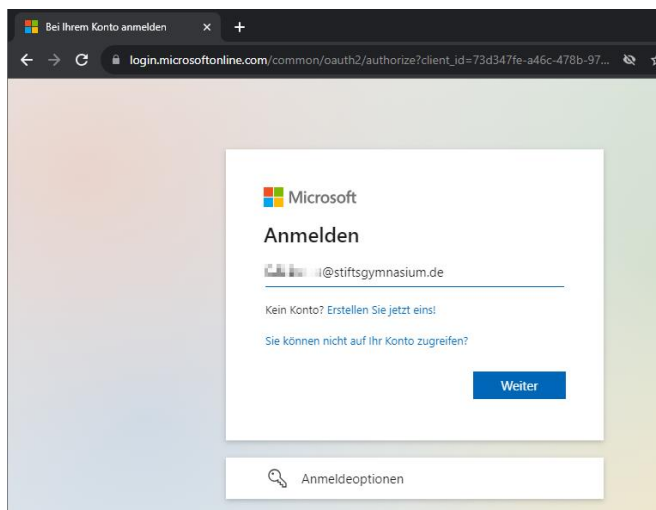 Bei Ihrem Konto anmelden
login.microsoftonline.com/common/oauth2/authorize?client_id=73d347fe-a46c-478b-97...
Microsoft
Anmelden
@stiftsgymnasium.de
Kein Konto? Erstellen Sie jetzt eins!
Sie können nicht auf Ihr Konto zugreifen?
Weiter
Anmeldeoptionen